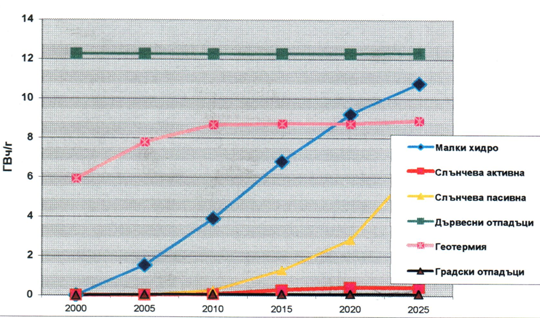 14
12
10
8
6
4
2
0
ГВч/г
2000 2005 2010 2015 2020 2025
Малки хидро
Слънчева активна
Слънчева пасивна
Дървесни отпадъци
Геотермия
Градски отпадъци